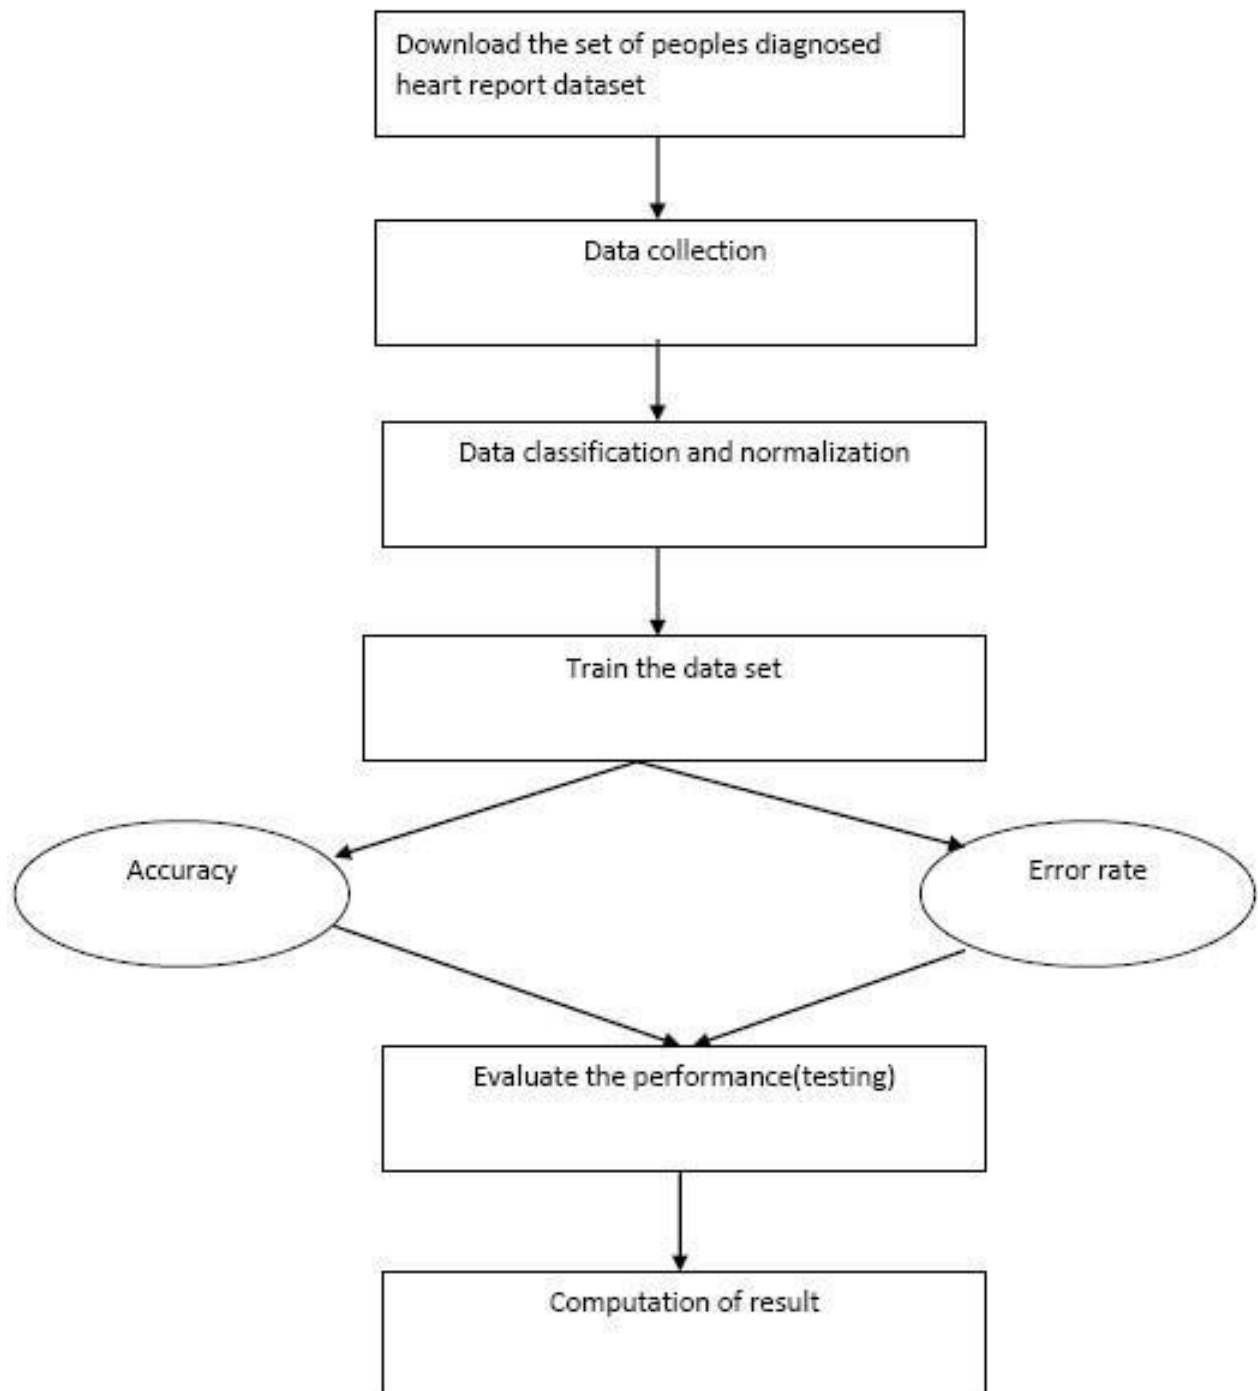 Download the set of peoples diagnosed
heart report dataset
Data collection
Data classification and normalization
Train the data set
Accuracy
Error rate
Evaluate the performance(testing)
Computation of result